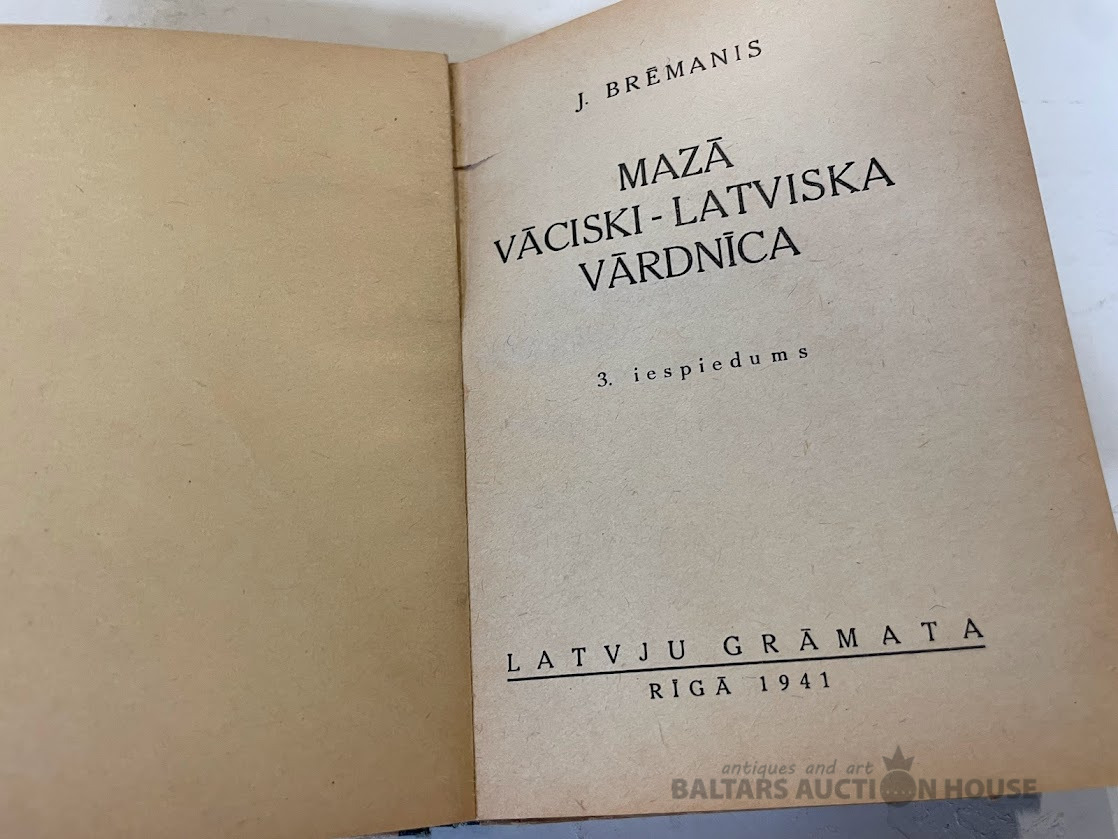 J. BRĒMANIS
MAZĀ
VĀCISKI - LATVISKA
VĀRDNĪCA
3. iespiedums
LATVJU GRĀMATA
RĪGĀ 1941
antiques and art
BALTARS AUCTION HOUSE